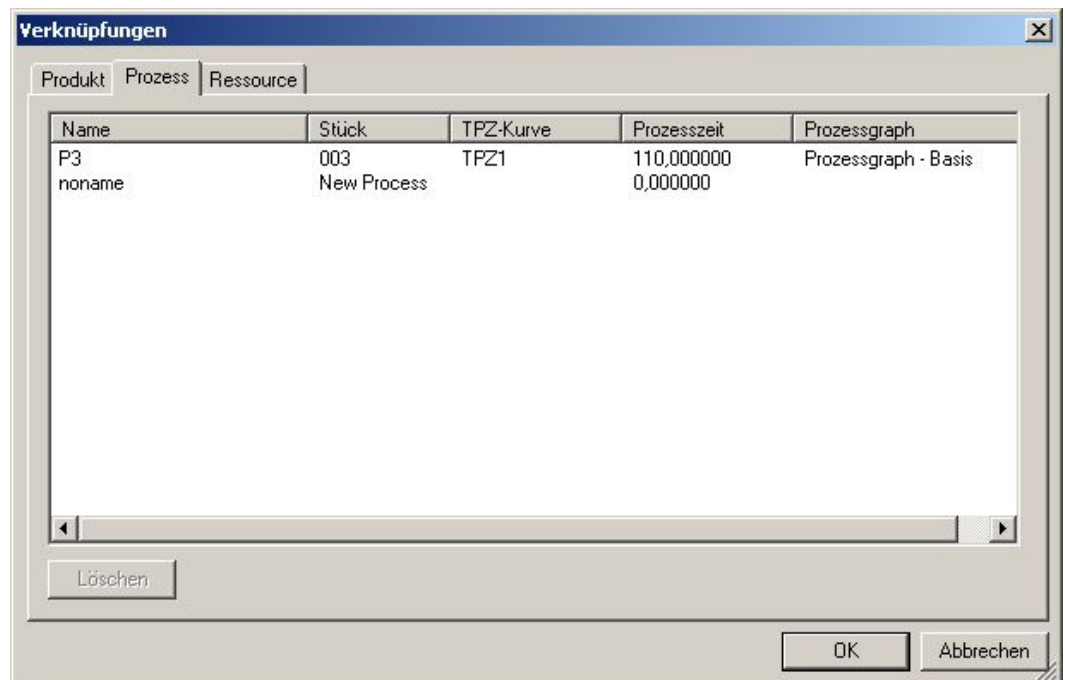 Verknüpfungen
Produkt Prozess Ressource
Name Stück TPZ-Kurve Prozesszeit Prozessgraph
P3 003 TPZ1 110,000000 Prozessgraph - Basis
noname New Process 0,000000
Löschen
OK Abbrechen